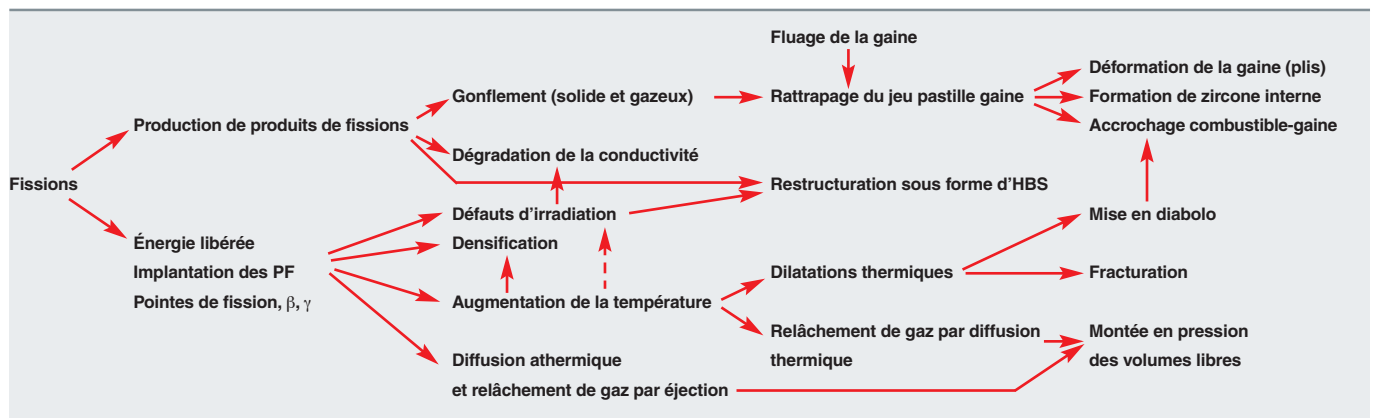 Fluage de la gaine
Déformation de la gaine (plis)
Gonflement (solide et gazeux)
Rattrapage du jeu pastille gaine
Formation de zircone interne
Production de produits de fissions
Accrochage combustible-gaine
Dégradation de la conductivité
Fissions
Restructuration sous forme d’HBS
Défauts d’irradiation
Mise en diabolo
Énergie libérée
Densification
Implantation des PF
Dilatations thermiques
Fracturation
Pointes de fission, β, γ
Augmentation de la température
Relâchement de gaz par diffusion
thermique
Montée en pression
des volumes libres
Diffusion athermique
et relâchement de gaz par éjection